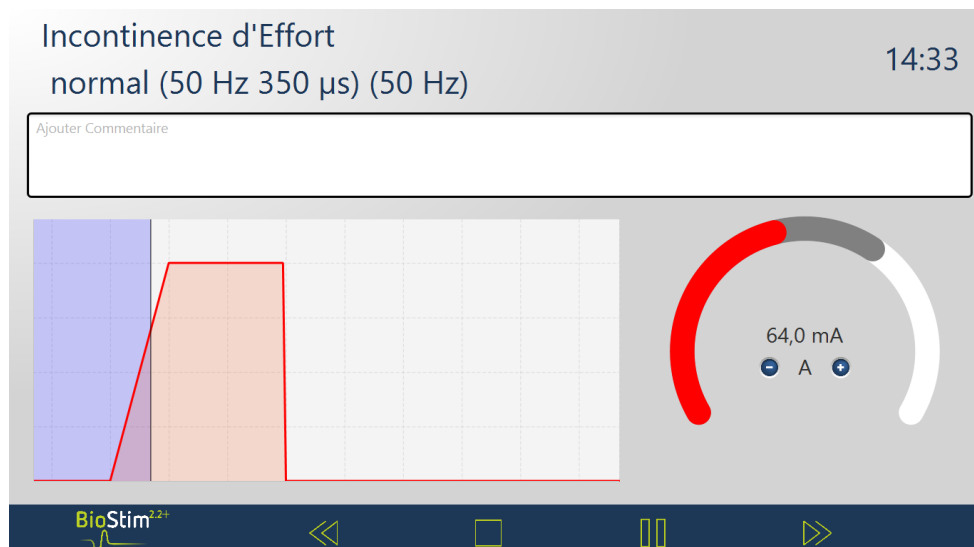 Incontinence d'Effort
normal (50 Hz 350 µs) (50 Hz)
14:33
Ajouter Commentaire
64,0 mA
A
BioStim2.2+